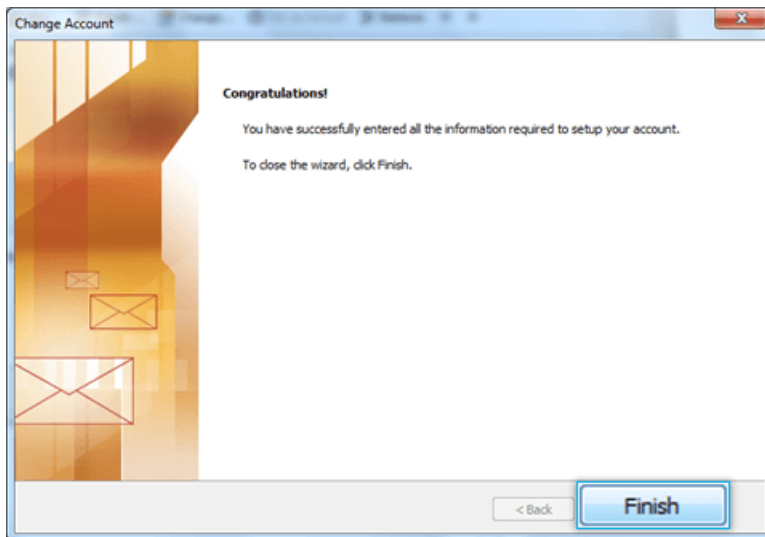 Change Account
Congratulations!
You have successfully entered all the information required to setup your account.
To close the wizard, click Finish.
< Back
Finish